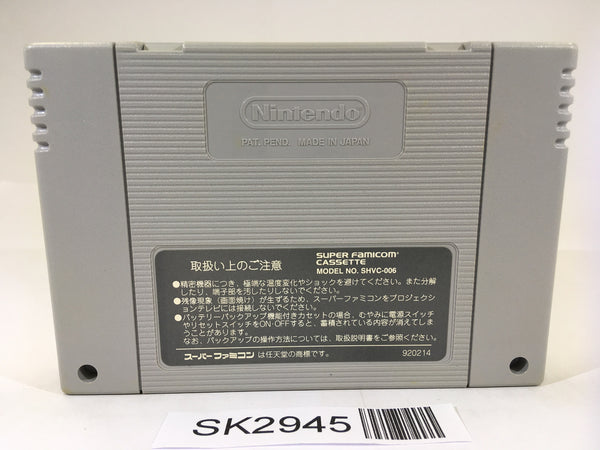 Nintendo
PAT. PEND. MADE IN JAPAN
取扱い上のご注意
SUPER FAMICOM
CASSETTE
MODEL NO. SHVC-006
●精密機器につき、極端な温度変化やショックを避けてください。また分解
したり、端子部を汚したりしないでください。
●残像現象（画面焼け）が生ずるため、スーパーファミコンをプロジェクシ
ョンテレビには接続しないでください。
●バッテリーバックアップ機能付きカセットの場合、むやみに電源スイッチ
やリセットスイッチをON・OFFすると、蓄積されている内容が消えてしま
うことがあります。
なお、バックアップの操作方法については、取扱説明書をご参照ください。
スーパーファミコン は任天堂の商標です。
920214
SK2945